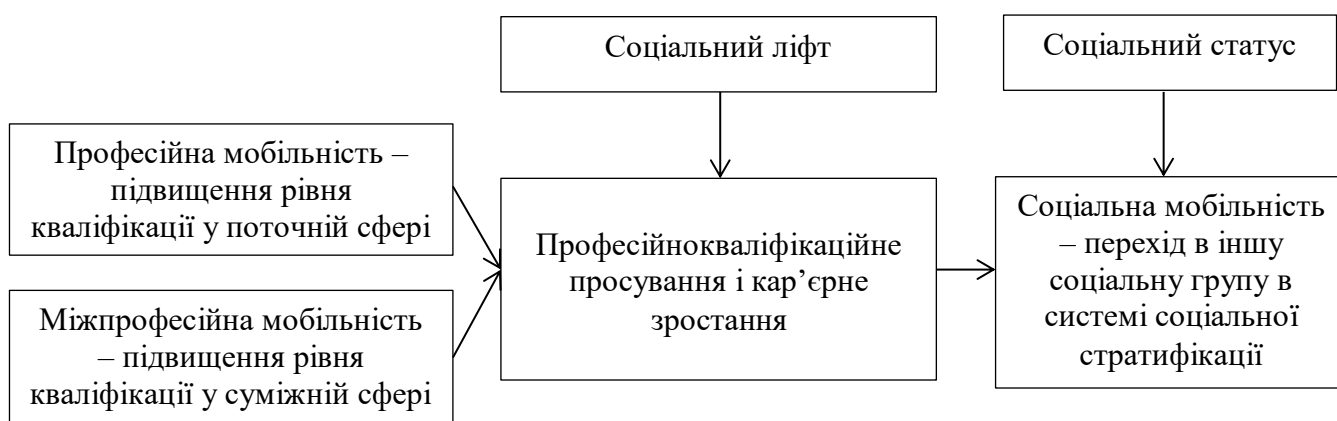 Соціальний ліфт
Соціальний статус
Професійна мобільність –
підвищення рівня
кваліфікації у поточній сфері
Міжпрофесійна мобільність
– підвищення рівня
кваліфікації у суміжній сфері
Професійнокваліфікаційне
просування і кар’єрне
зростання
Соціальна мобільність
– перехід в іншу
соціальну групу в
системі соціальної
стратифікації